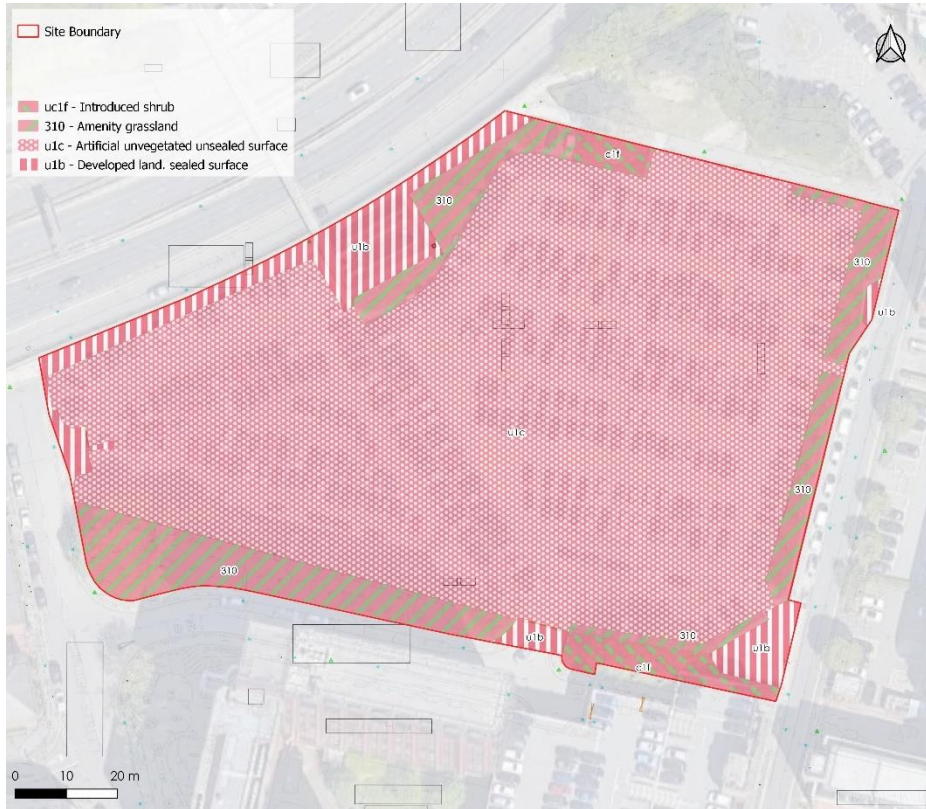 Site Boundary
uc1f - Introduced shrub
310 - Amenity grassland
u1c - Artificial unvegetated unsealed surface
u1b - Developed land. sealed surface
c1f
310
u1b
310
u1b
u1c
310
310
310
u1b
u1b
c1f
0 10 20 m